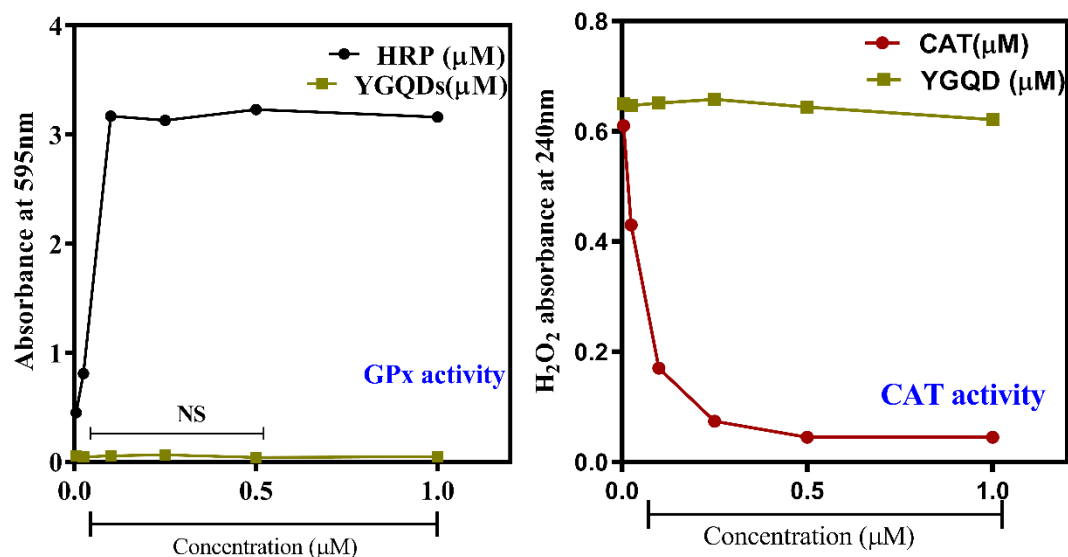 Absorbance at 595nm
4
3
2
1
0
HRP (μM)
YGQDs(μM)
GPx activity
NS
0.0 0.5 1.0
Concentration (μM)
H₂O₂ absorbance at 240nm
0.8
0.6
0.4
0.2
0.0
CAT(μM)
YGQD (μM)
CAT activity
0.0 0.5 1.0
Concentration (μM)